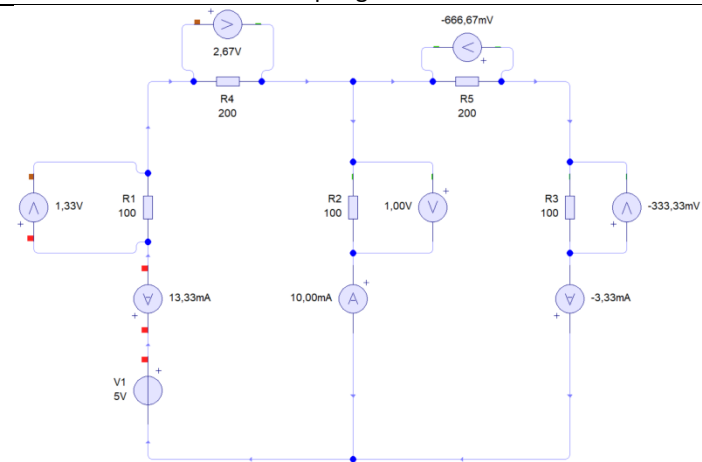 -666,67mV
+
2,67V
+
R4
200
R5
200
1,33V
+
R1
100
R2
100
1,00V
+
R3
100
-333,33mV
+
A
13,33mA
+
10,00mA
A
+
A
-3,33mA
+
V1
5V
+